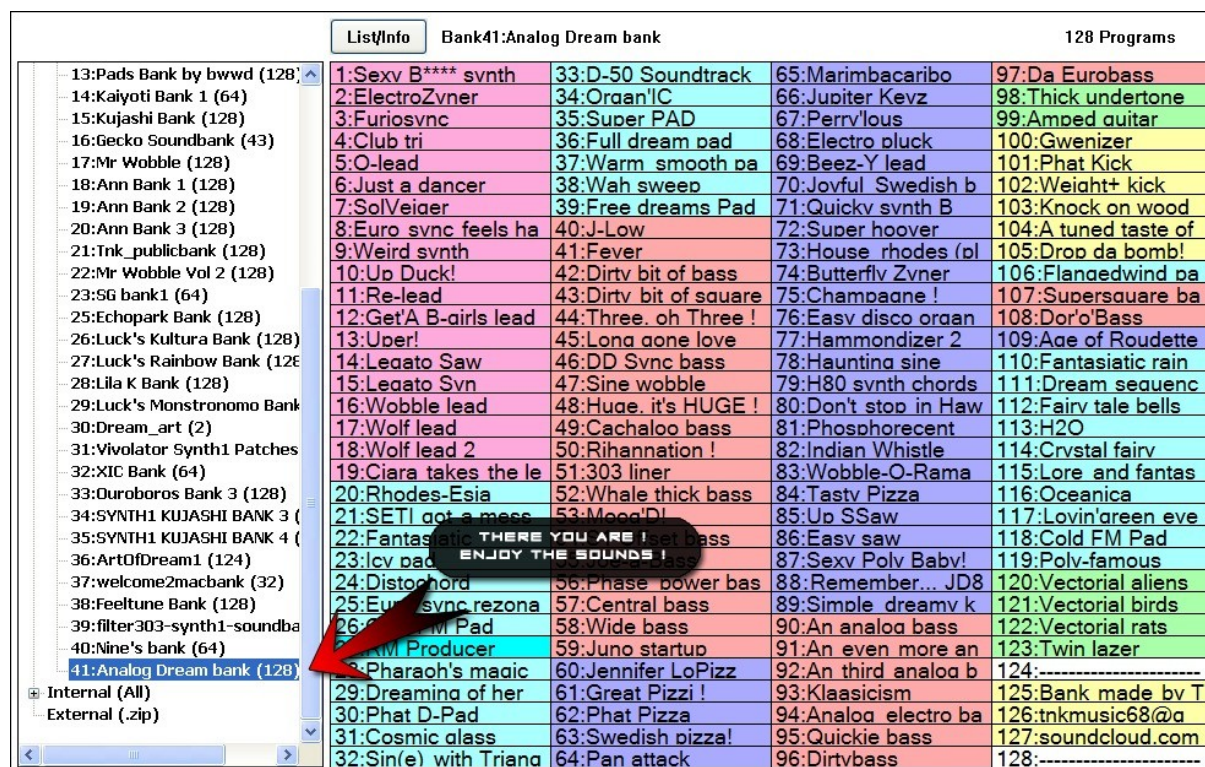 List/Info
Bank41:Analog Dream bank
128 Programs
13:Pads Bank by bwwd (128)
14:Kaiyoti Bank 1 (64)
15:Kujashi Bank (128)
16:Gecko Soundbank (43)
17:Mr Wobble (128)
18:Ann Bank 1 (128)
19:Ann Bank 2 (128)
20:Ann Bank 3 (128)
21:Tnk_publicbank (128)
22:Mr Wobble Vol 2 (128)
23:SG bank1 (64)
25:Echopark Bank (128)
26:Luck's Kultura Bank (128)
27:Luck's Rainbow Bank (128
28:Lila K Bank (128)
29:Luck's Monstronomo Bank
30:Dream_art (2)
31:Vivolator Synth1 Patches
32:XIC Bank (64)
33:Ouroboros Bank 3 (128)
34:SYNTH1 KUJASHI BANK 3 (
35:SYNTH1 KUJASHI BANK 4 (
36:ArtOfDream1 (124)
37:welcome2macbank (32)
38:Feeltune Bank (128)
39:filter303-synth1-soundba
40:Nine's bank (64)
41:Analog Dream bank (128)
Internal (All)
External (.zip)
1:Sexy B**** synth
2:ElectroZyner
3:Furiosync
4:Club tri
5:O-lead
6:Just a dancer
7:SolVeiger
8:Euro sync feels ha
9:Weird synth
10:Up Duck!
11:Re-lead
12:Get'A B-girls lead
13:Uper!
14:Legato Saw
15:Legato Syn
16:Wobble lead
17:Wolf lead
18:Wolf lead 2
19:Ciara takes the le
20:Rhodes-Esia
21:SETI got a mess
22:Fantas
23:Icy pad
24:Distochord
25:Euro sync rezona
26: Pad
AM Producer
28:Pharaoh's magic
29:Dreaming of her
30:Phat D-Pad
31:Cosmic glass
32:Sin(e) with Triang
33:D-50 Soundtrack
34:Organ'IC
35:Super PAD
36:Full dream pad
37:Warm smooth pa
38:Wah sweep
39:Free dreams Pad
40:J-Low
41:Fever
42:Dirty bit of bass
43:Dirty bit of square
44:Three, oh Three !
45:Long gone love
46:DD Sync bass
47:Sine wobble
48:Huge, it's HUGE !
49:Cachaloo bass
50:Rihannation !
51:303 liner
52:Whale thick bass
53:Moog'D!
bass
56:Phase power bas
57:Central bass
58:Wide bass
59:Juno startup
60:Jennifer LoPizz
61:Great Pizzi !
62:Phat Pizza
63:Swedish pizza!
64:Pan attack
65:Marimbacaribo
66:Jupiter Keyz
67:Perry'lous
68:Electro pluck
69:Beez-Y lead
70:Joyful Swedish b
71:Quicky synth B
72:Super hoover
73:House rhodes (pl
74:Butterfly Zyner
75:Champagne !
76:Easy disco organ
77:Hammondizer 2
78:Haunting sine
79:H80 synth chords
80:Don't stop in Haw
81:Phosphorecent
82:Indian Whistle
83:Wobble-O-Rama
84:Tasty Pizza
85:Up SSaw
86:Easy saw
87:Sexy Poly Baby!
88:Remember... JD8
89:Simple dreamy k
90:An analog bass
91:An even more an
92:An third analog b
93:Klaasicism
94:Analog electro ba
95:Quickie bass
96:Dirtybass
97:Da Eurobass
98:Thick undertone
99:Amped guitar
100:Gwenizer
101:Phat Kick
102:Weight+ kick
103:Knock on wood
104:A tuned taste of
105:Drop da bomb!
106:Flangedwind pa
107:Supersquare ba
108:Dor'o'Bass
109:Age of Roudette
110:Fantasiatic rain
111:Dream sequenc
112:Fairy tale bells
113:H2O
114:Crystal fairy
115:Lore and fantas
116:Oceanica
117:Lovin'green eve
118:Cold FM Pad
119:Poly-famous
120:Vectorial aliens
121:Vectorial birds
122:Vectorial rats
123:Twin lazer
124:----------------------
125:Bank made by T
126:tnkmusic68@g
127:soundcloud.com
128:----------------------
THERE YOU ARE !
ENJOY THE SOUNDS !